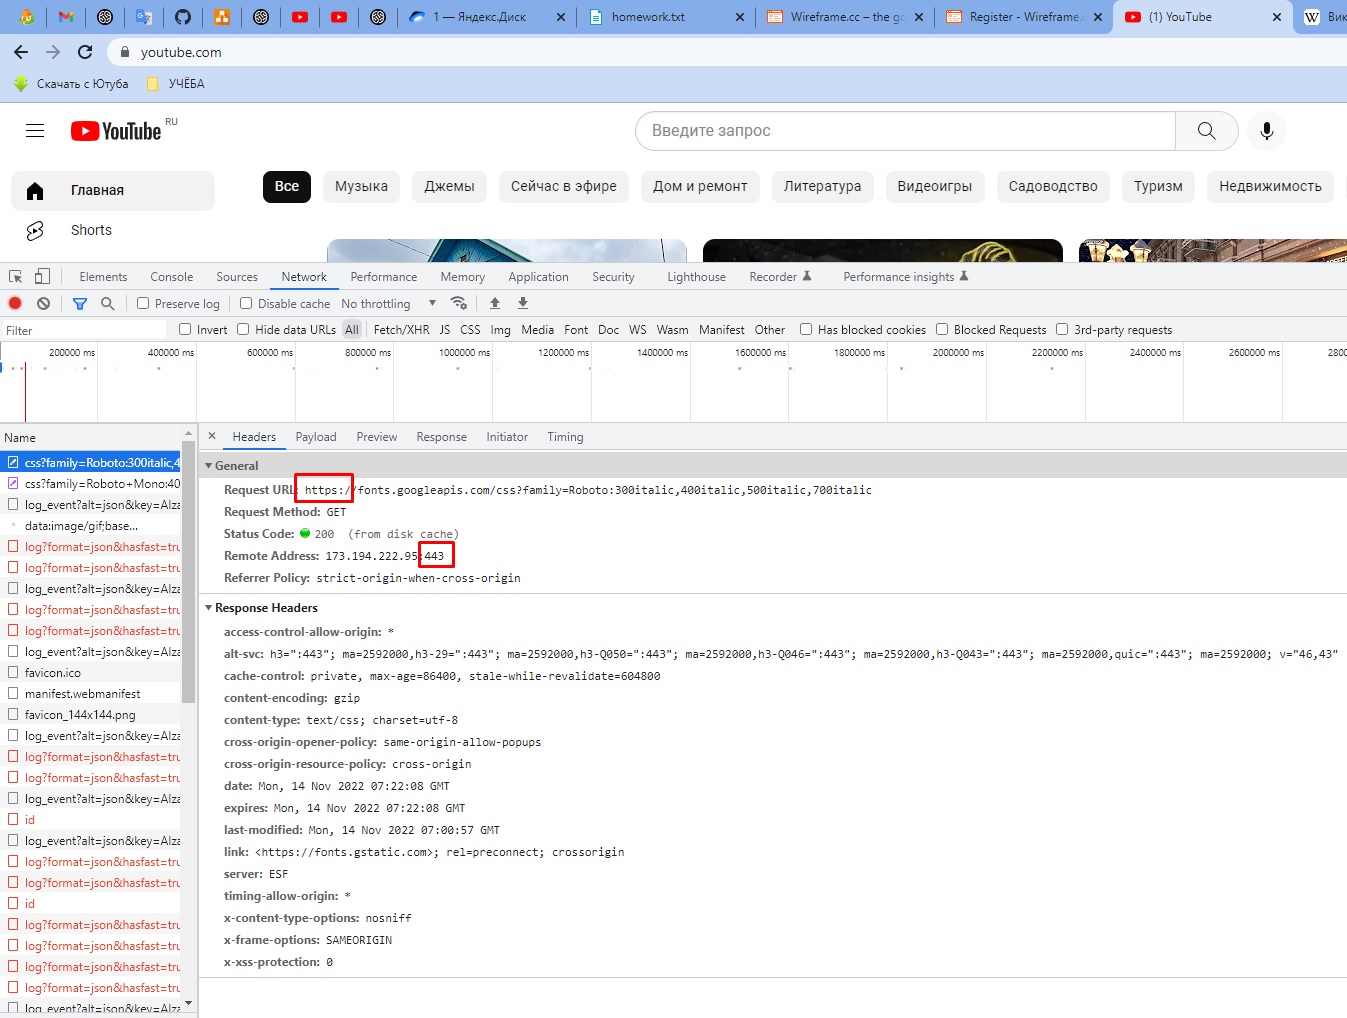 1 — Яндекс.Диск
homework.txt
Wireframe.cc – the go
Register - Wireframe.
(1) YouTube
Вик
youtube.com
Скачать с Ютуба
УЧЁБА
YouTube RU
Введите запрос
Главная
Все
Музыка
Джемы
Сейчас в эфире
Дом и ремонт
Литература
Видеоигры
Садоводство
Туризм
Недвижимость
Shorts
Elements Console Sources Network Performance Memory Application Security Lighthouse Recorder Performance insights
Preserve log Disable cache No throttling
Filter Invert Hide data URLs All Fetch/XHR JS CSS Img Media Font Doc WS Wasm Manifest Other Has blocked cookies Blocked Requests 3rd-party requests
200000 ms 400000 ms 600000 ms 800000 ms 1000000 ms 1200000 ms 1400000 ms 1600000 ms 1800000 ms 2000000 ms 2200000 ms 2400000 ms 2600000 ms 2800
Name
css?family=Roboto:300italic,4
css?family=Roboto+Mono:40
log_event?alt=json&key=AIza
data:image/gif;base...
log?format=json&hasfast=tru
log?format=json&hasfast=tru
log_event?alt=json&key=AIza
log?format=json&hasfast=tru
log?format=json&hasfast=tru
log_event?alt=json&key=AIza
favicon.ico
manifest.webmanifest
favicon_144x144.png
log_event?alt=json&key=AIza
log?format=json&hasfast=tru
log?format=json&hasfast=tru
log_event?alt=json&key=AIza
id
log_event?alt=json&key=AIza
log?format=json&hasfast=tru
log?format=json&hasfast=tru
id
log?format=json&hasfast=tru
log?format=json&hasfast=tru
log?format=json&hasfast=tru
log?format=json&hasfast=tru
log_event?alt=json&key=AIza
Headers Payload Preview Response Initiator Timing
General
Request URL: https://fonts.googleapis.com/css?family=Roboto:300italic,400italic,500italic,700italic
Request Method: GET
Status Code: 200 (from disk cache)
Remote Address: 173.194.222.95:443
Referrer Policy: strict-origin-when-cross-origin
Response Headers
access-control-allow-origin: *
alt-svc: h3=":443"; ma=2592000,h3-29=":443"; ma=2592000,h3-Q050=":443"; ma=2592000,h3-Q046=":443"; ma=2592000,h3-Q043=":443"; ma=2592000,quic=":443"; ma=2592000; v="46,43"
cache-control: private, max-age=86400, stale-while-revalidate=604800
content-encoding: gzip
content-type: text/css; charset=utf-8
cross-origin-opener-policy: same-origin-allow-popups
cross-origin-resource-policy: cross-origin
date: Mon, 14 Nov 2022 07:22:08 GMT
expires: Mon, 14 Nov 2022 07:22:08 GMT
last-modified: Mon, 14 Nov 2022 07:00:57 GMT
link: <https://fonts.gstatic.com>; rel=preconnect; crossorigin
server: ESF
timing-allow-origin: *
x-content-type-options: nosniff
x-frame-options: SAMEORIGIN
x-xss-protection: 0